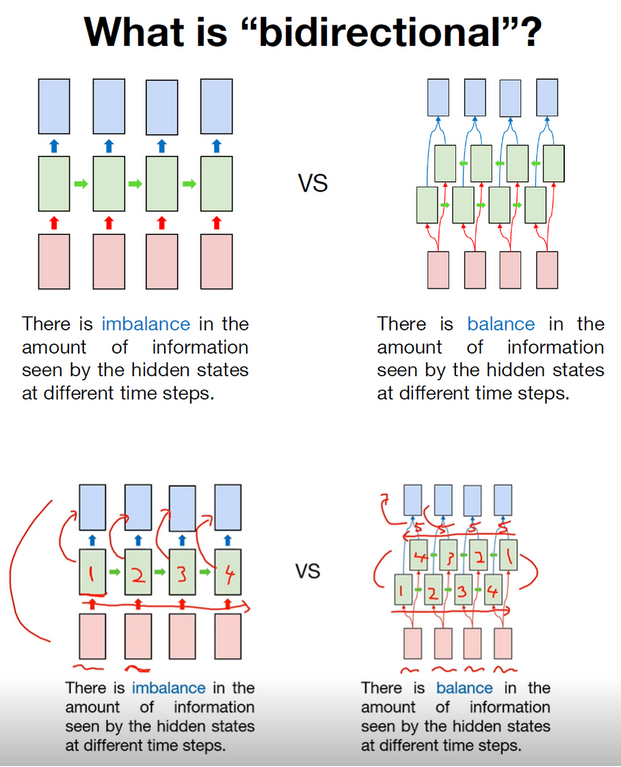 What is “bidirectional”?
VS
There is imbalance in the
amount of information
seen by the hidden states
at different time steps.
There is balance in the
amount of information
seen by the hidden states
at different time steps.
5 5 5 5
1 2 3 4
VS
4 3 2 1
1 2 3 4
There is imbalance in the
amount of information
seen by the hidden states
at different time steps.
There is balance in the
amount of information
seen by the hidden states
at different time steps.